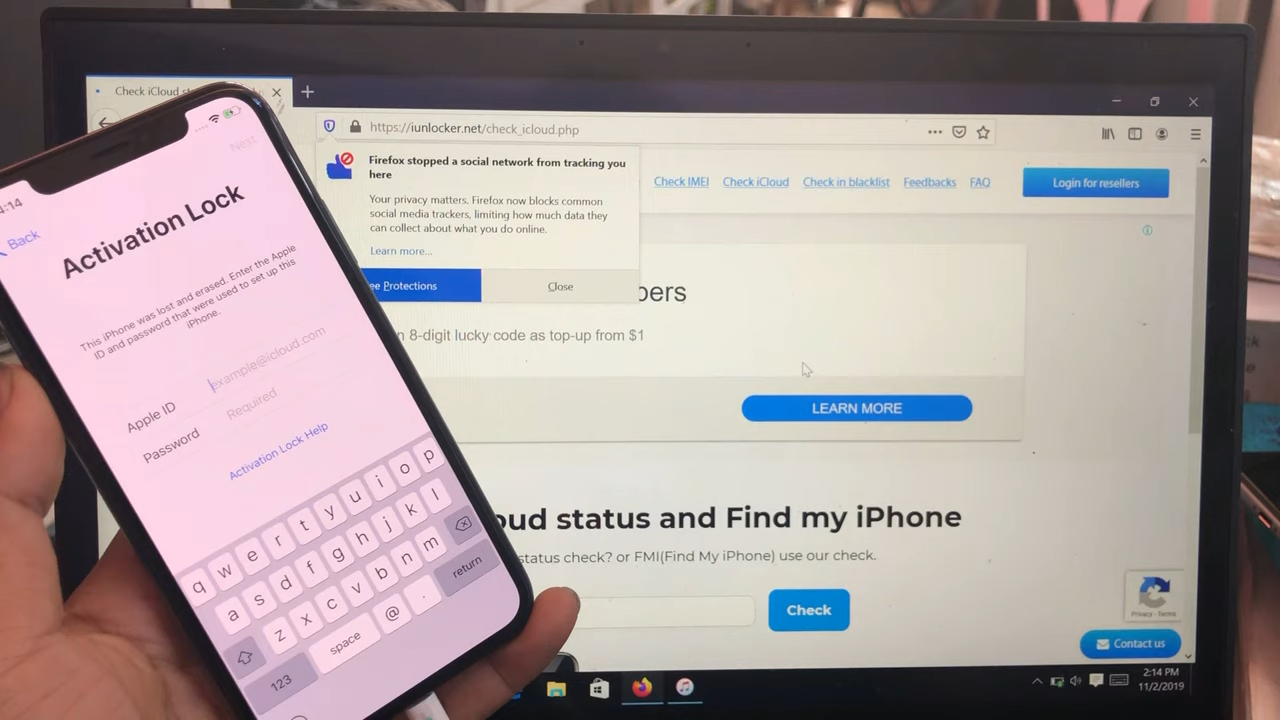 4:14
Back
Next
Activation Lock
This iPhone was lost and erased. Enter the Apple
ID and password that were used to set up this
iPhone.
Apple ID
example@icloud.com
Password
Required
Activation Lock Help
q w e r t y u i o p
a s d f g h j k l
z x c v b n m
123
space
@
.
return
Check iCloud
https://iunlocker.net/check_icloud.php
Firefox stopped a social network from tracking you
here
Your privacy matters. Firefox now blocks common
social media trackers, limiting how much data they
can collect about what you do online.
Learn more...
Protections
Close
Check IMEI
Check iCloud
Check in blacklist
Feedbacks
FAQ
Login for resellers
8-digit lucky code as top-up from $1
LEARN MORE
status and Find my iPhone
status check? or FMI(Find My iPhone) use our check.
Check
Privacy - Terms
Contact us
2:14 PM
11/2/2019